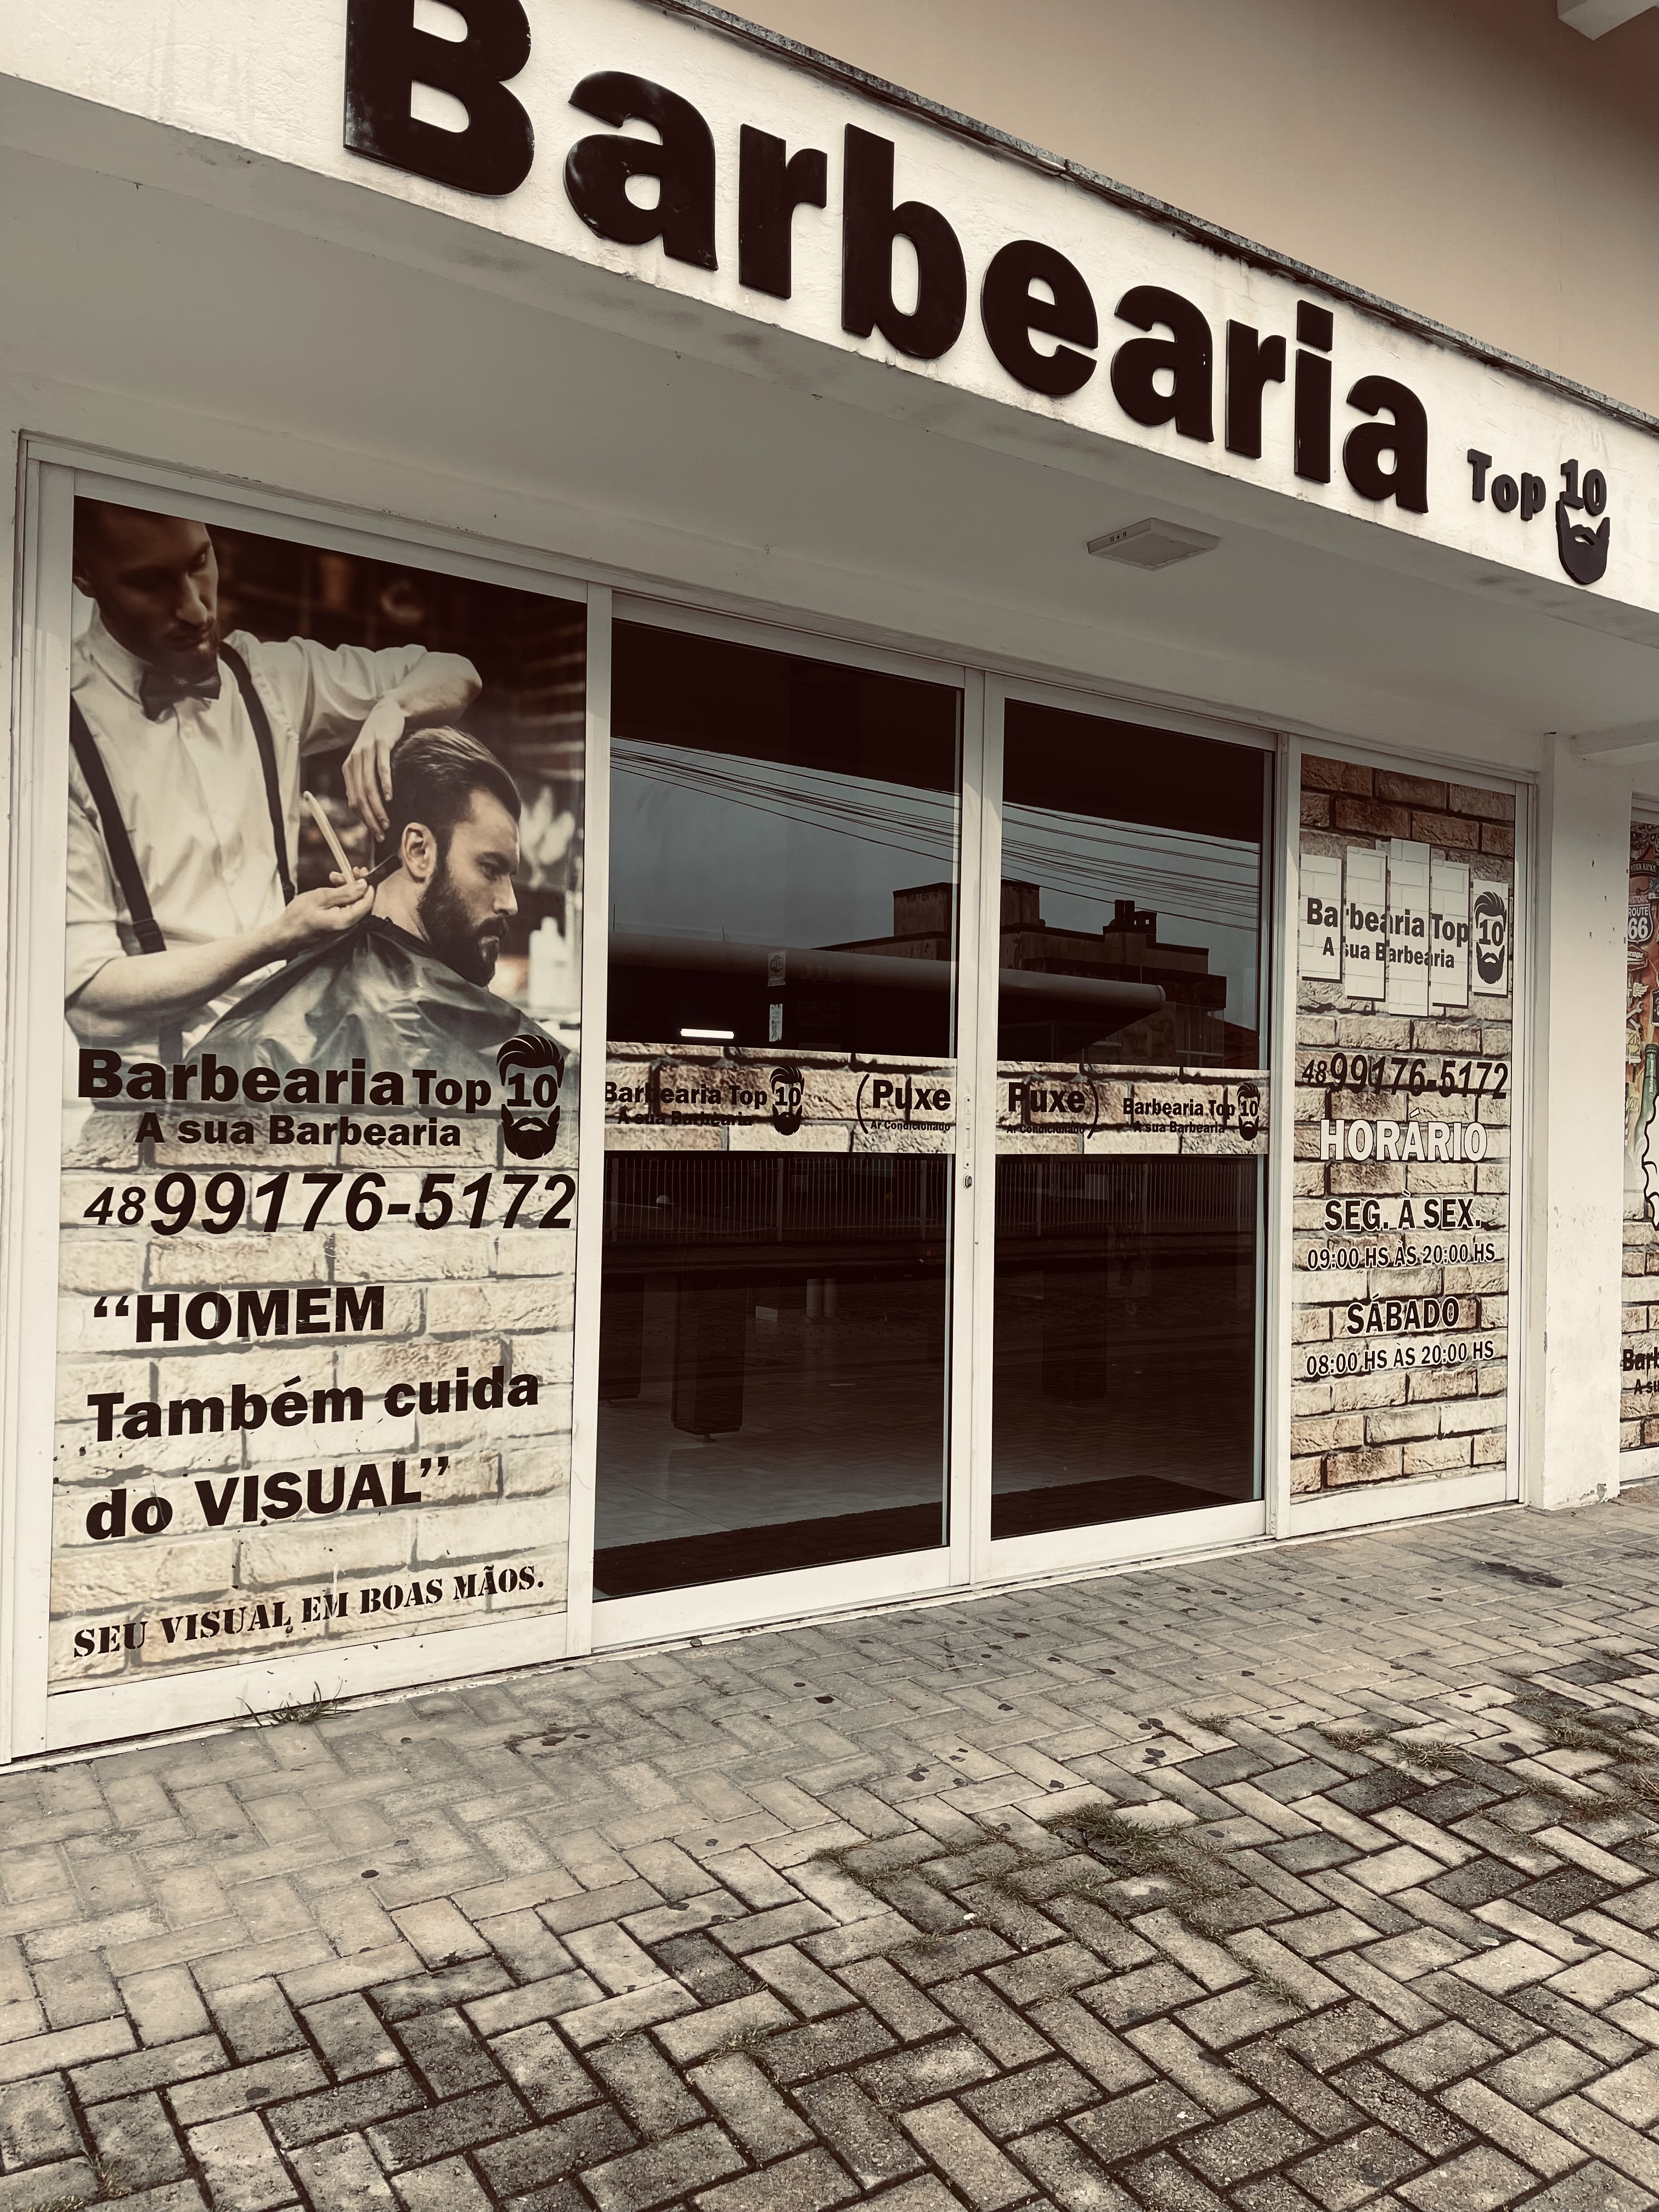 Barbearia Top 10
Barbearia Top 10
A sua Barbearia
48 99176-5172
“HOMEM
Também cuida
do VISUAL”
SEU VISUAL EM BOAS MÃOS.
Barbearia Top 10
A sua Barbearia
(Puxe
Ar Condicionado
Puxe)
Ar Condicionado
Barbearia Top 10
A sua Barbearia
Barbearia Top 10
A sua Barbearia
48 99176-5172
HORÁRIO
SEG. À SEX.
09:00 HS AS 20:00 HS
SÁBADO
08:00 HS AS 20:00 HS
ROUTE
66